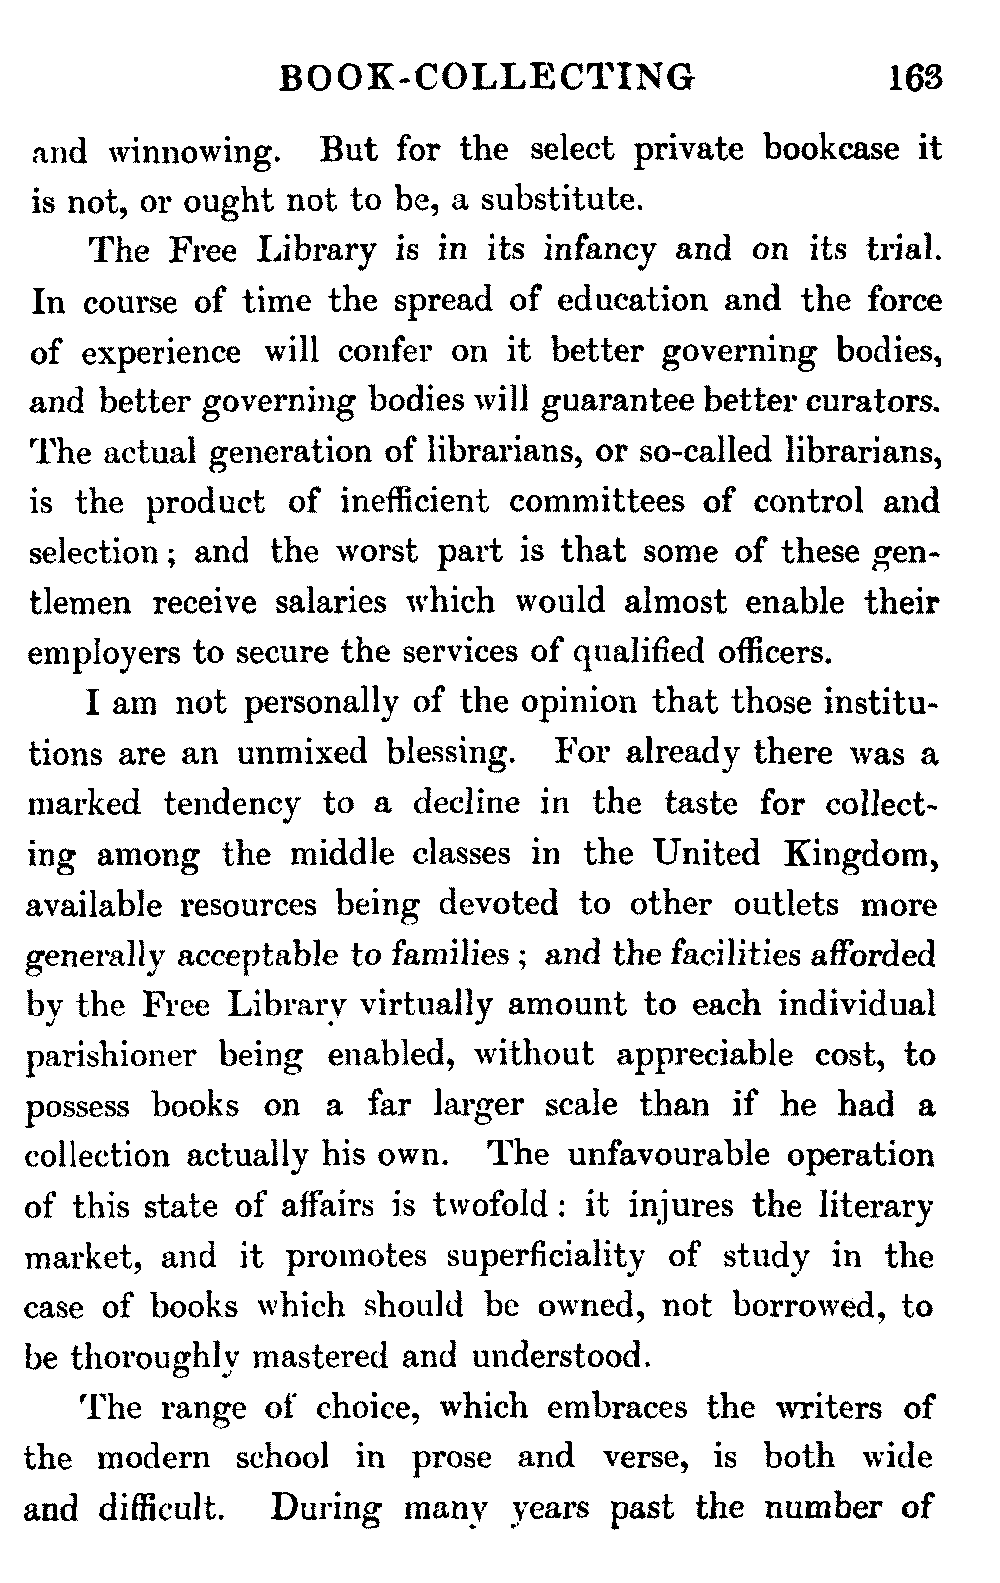 BOOK-COLLECTING 163
and winnowing. But for the select private bookcase it
is not, or ought not to be, a substitute.
The Free Library is in its infancy and on its trial.
In course of time the spread of education and the force
of experience will confer on it better governing bodies,
and better governing bodies will guarantee better curators.
The actual generation of librarians, or so-called librarians,
is the product of inefficient committees of control and
selection; and the worst part is that some of these gen-
tlemen receive salaries which would almost enable their
employers to secure the services of qualified officers.
I am not personally of the opinion that those institu-
tions are an unmixed blessing. For already there was a
marked tendency to a decline in the taste for collect-
ing among the middle classes in the United Kingdom,
available resources being devoted to other outlets more
generally acceptable to families; and the facilities afforded
by the Free Library virtually amount to each individual
parishioner being enabled, without appreciable cost, to
possess books on a far larger scale than if he had a
collection actually his own. The unfavourable operation
of this state of affairs is twofold: it injures the literary
market, and it promotes superficiality of study in the
case of books which should be owned, not borrowed, to
be thoroughly mastered and understood.
The range of choice, which embraces the writers of
the modern school in prose and verse, is both wide
and difficult. During many years past the number of